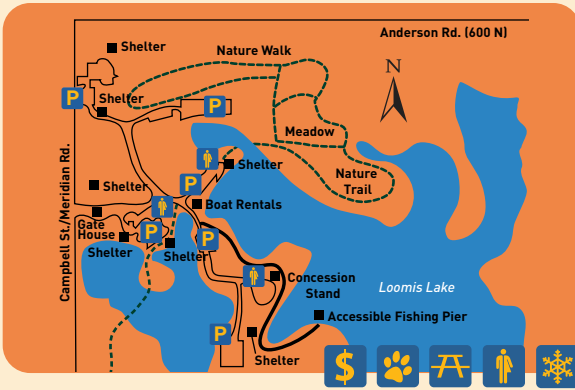 Anderson Rd. (600 N)
Shelter
Nature Walk
N
P
Shelter
P
Meadow
Shelter
Nature
Trail
P
Shelter
Boat Rentals
Campbell St./Meridian Rd.
Gate
House
P
P
Shelter
Shelter
Concession
Stand
Loomis Lake
Accessible Fishing Pier
P
Shelter
$